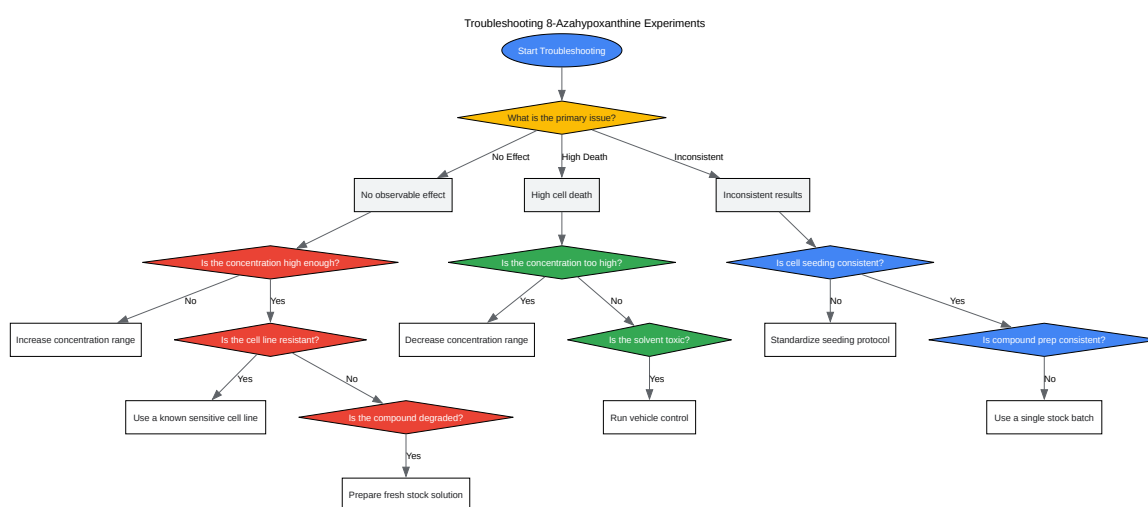 Troubleshooting 8-Azahypoxanthine Experiments
Start Troubleshooting
What is the primary issue?
No Effect
High Death
Inconsistent
No observable effect
High cell death
Inconsistent results
Is the concentration high enough?
Is the concentration too high?
Is cell seeding consistent?
No
Yes
Yes
No
No
Yes
Increase concentration range
Is the cell line resistant?
Decrease concentration range
Is the solvent toxic?
Standardize seeding protocol
Is compound prep consistent?
Yes
No
Yes
No
Use a known sensitive cell line
Is the compound degraded?
Run vehicle control
Use a single stock batch
Yes
Prepare fresh stock solution